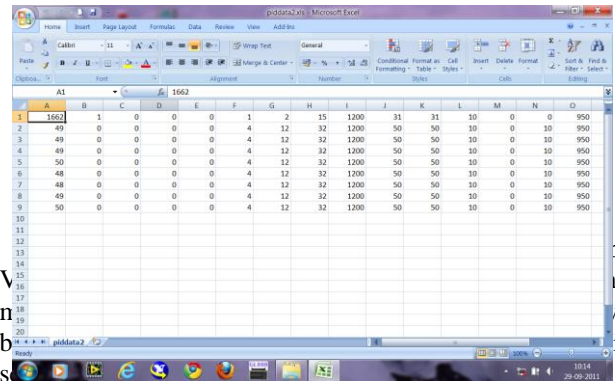 piddata2.xls - Microsoft Excel
Home Insert Page Layout Formulas Data Review View Add-Ins
Paste
Calibri 11 A A
B I U
Wrap Text
Merge & Center
General
Conditional Formatting Format as Table Cell Styles
Insert Delete Format
Sort & Filter Find & Select
Clipboa... Font Alignment Number Styles Cells Editing
A1 fx 1662
A B C D E F G H I J K L M N O
1 1662 1 0 0 0 1 2 15 1200 31 31 10 0 0 950
2 49 0 0 0 0 4 12 32 1200 50 50 10 0 10 950
3 49 0 0 0 0 4 12 32 1200 50 50 10 0 10 950
4 49 0 0 0 0 4 12 32 1200 50 50 10 0 10 950
5 50 0 0 0 0 4 12 32 1200 50 50 10 0 10 950
6 48 0 0 0 0 4 12 32 1200 50 50 10 0 10 950
7 48 0 0 0 0 4 12 32 1200 50 50 10 0 10 950
8 49 0 0 0 0 4 12 32 1200 50 50 10 0 10 950
9 50 0 0 0 0 4 12 32 1200 50 50 10 0 10 950
10
11
12
13
14
15
16
17
18
19
20
V
m
b
piddata2
Ready 100%
10:14
29-09-2011